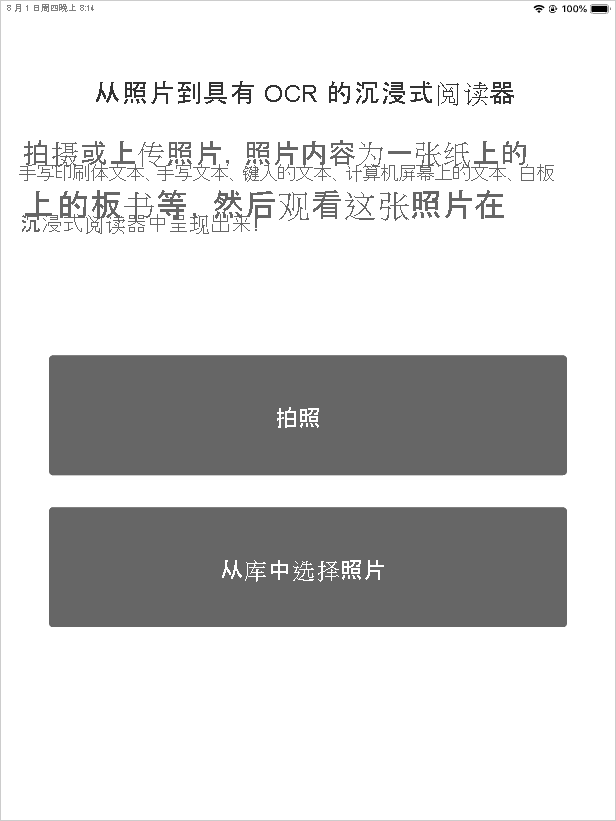 8 月 1 日周四晚上 8:14
100%
从照片到具有 OCR 的沉浸式阅读器
拍摄或上传照片，照片内容为一张纸上的
手写印刷体文本、手写文本、键入的文本、计算机屏幕上的文本、白板
上的板书等，然后观看这张照片在
沉浸式阅读器中呈现出来！
拍照
从库中选择照片